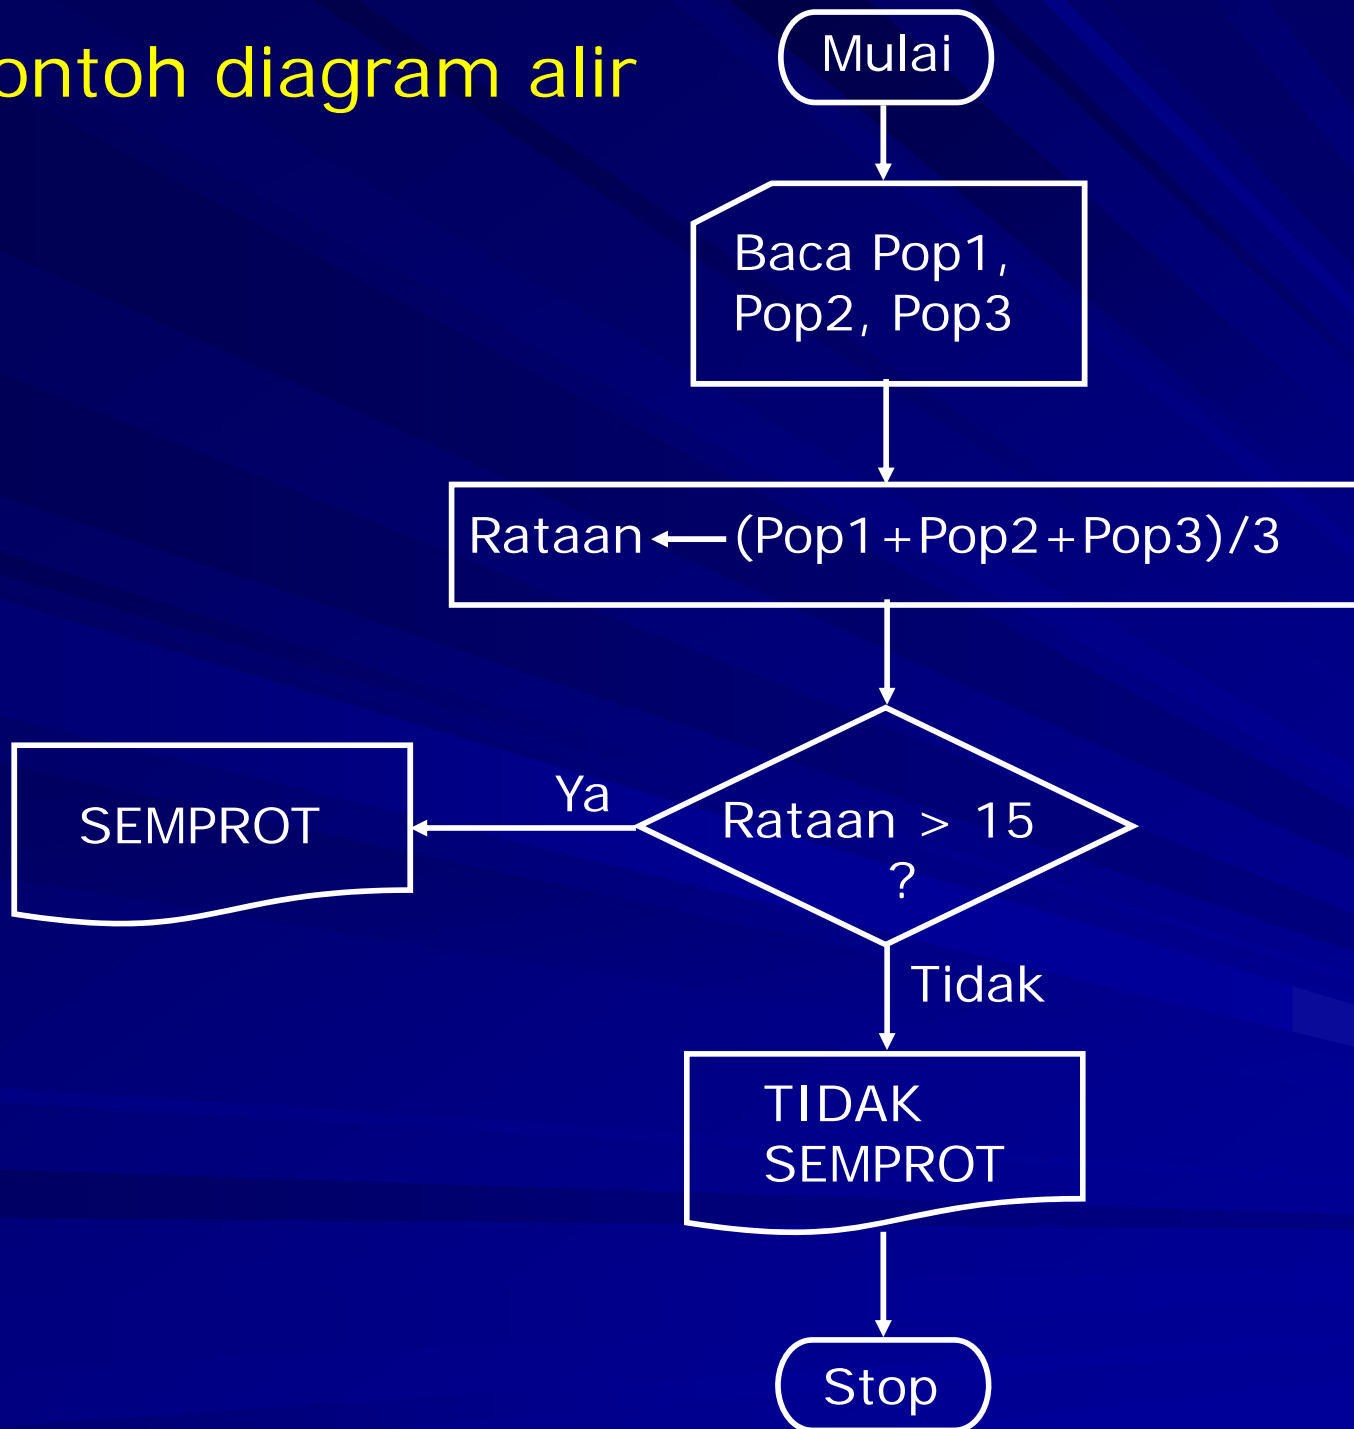 ontoh diagram alir
Mulai
Baca Pop1,
Pop2, Pop3
Rataan ← (Pop1+Pop2+Pop3)/3
Rataan > 15
?
Ya
SEMPROT
Tidak
TIDAK
SEMPROT
Stop